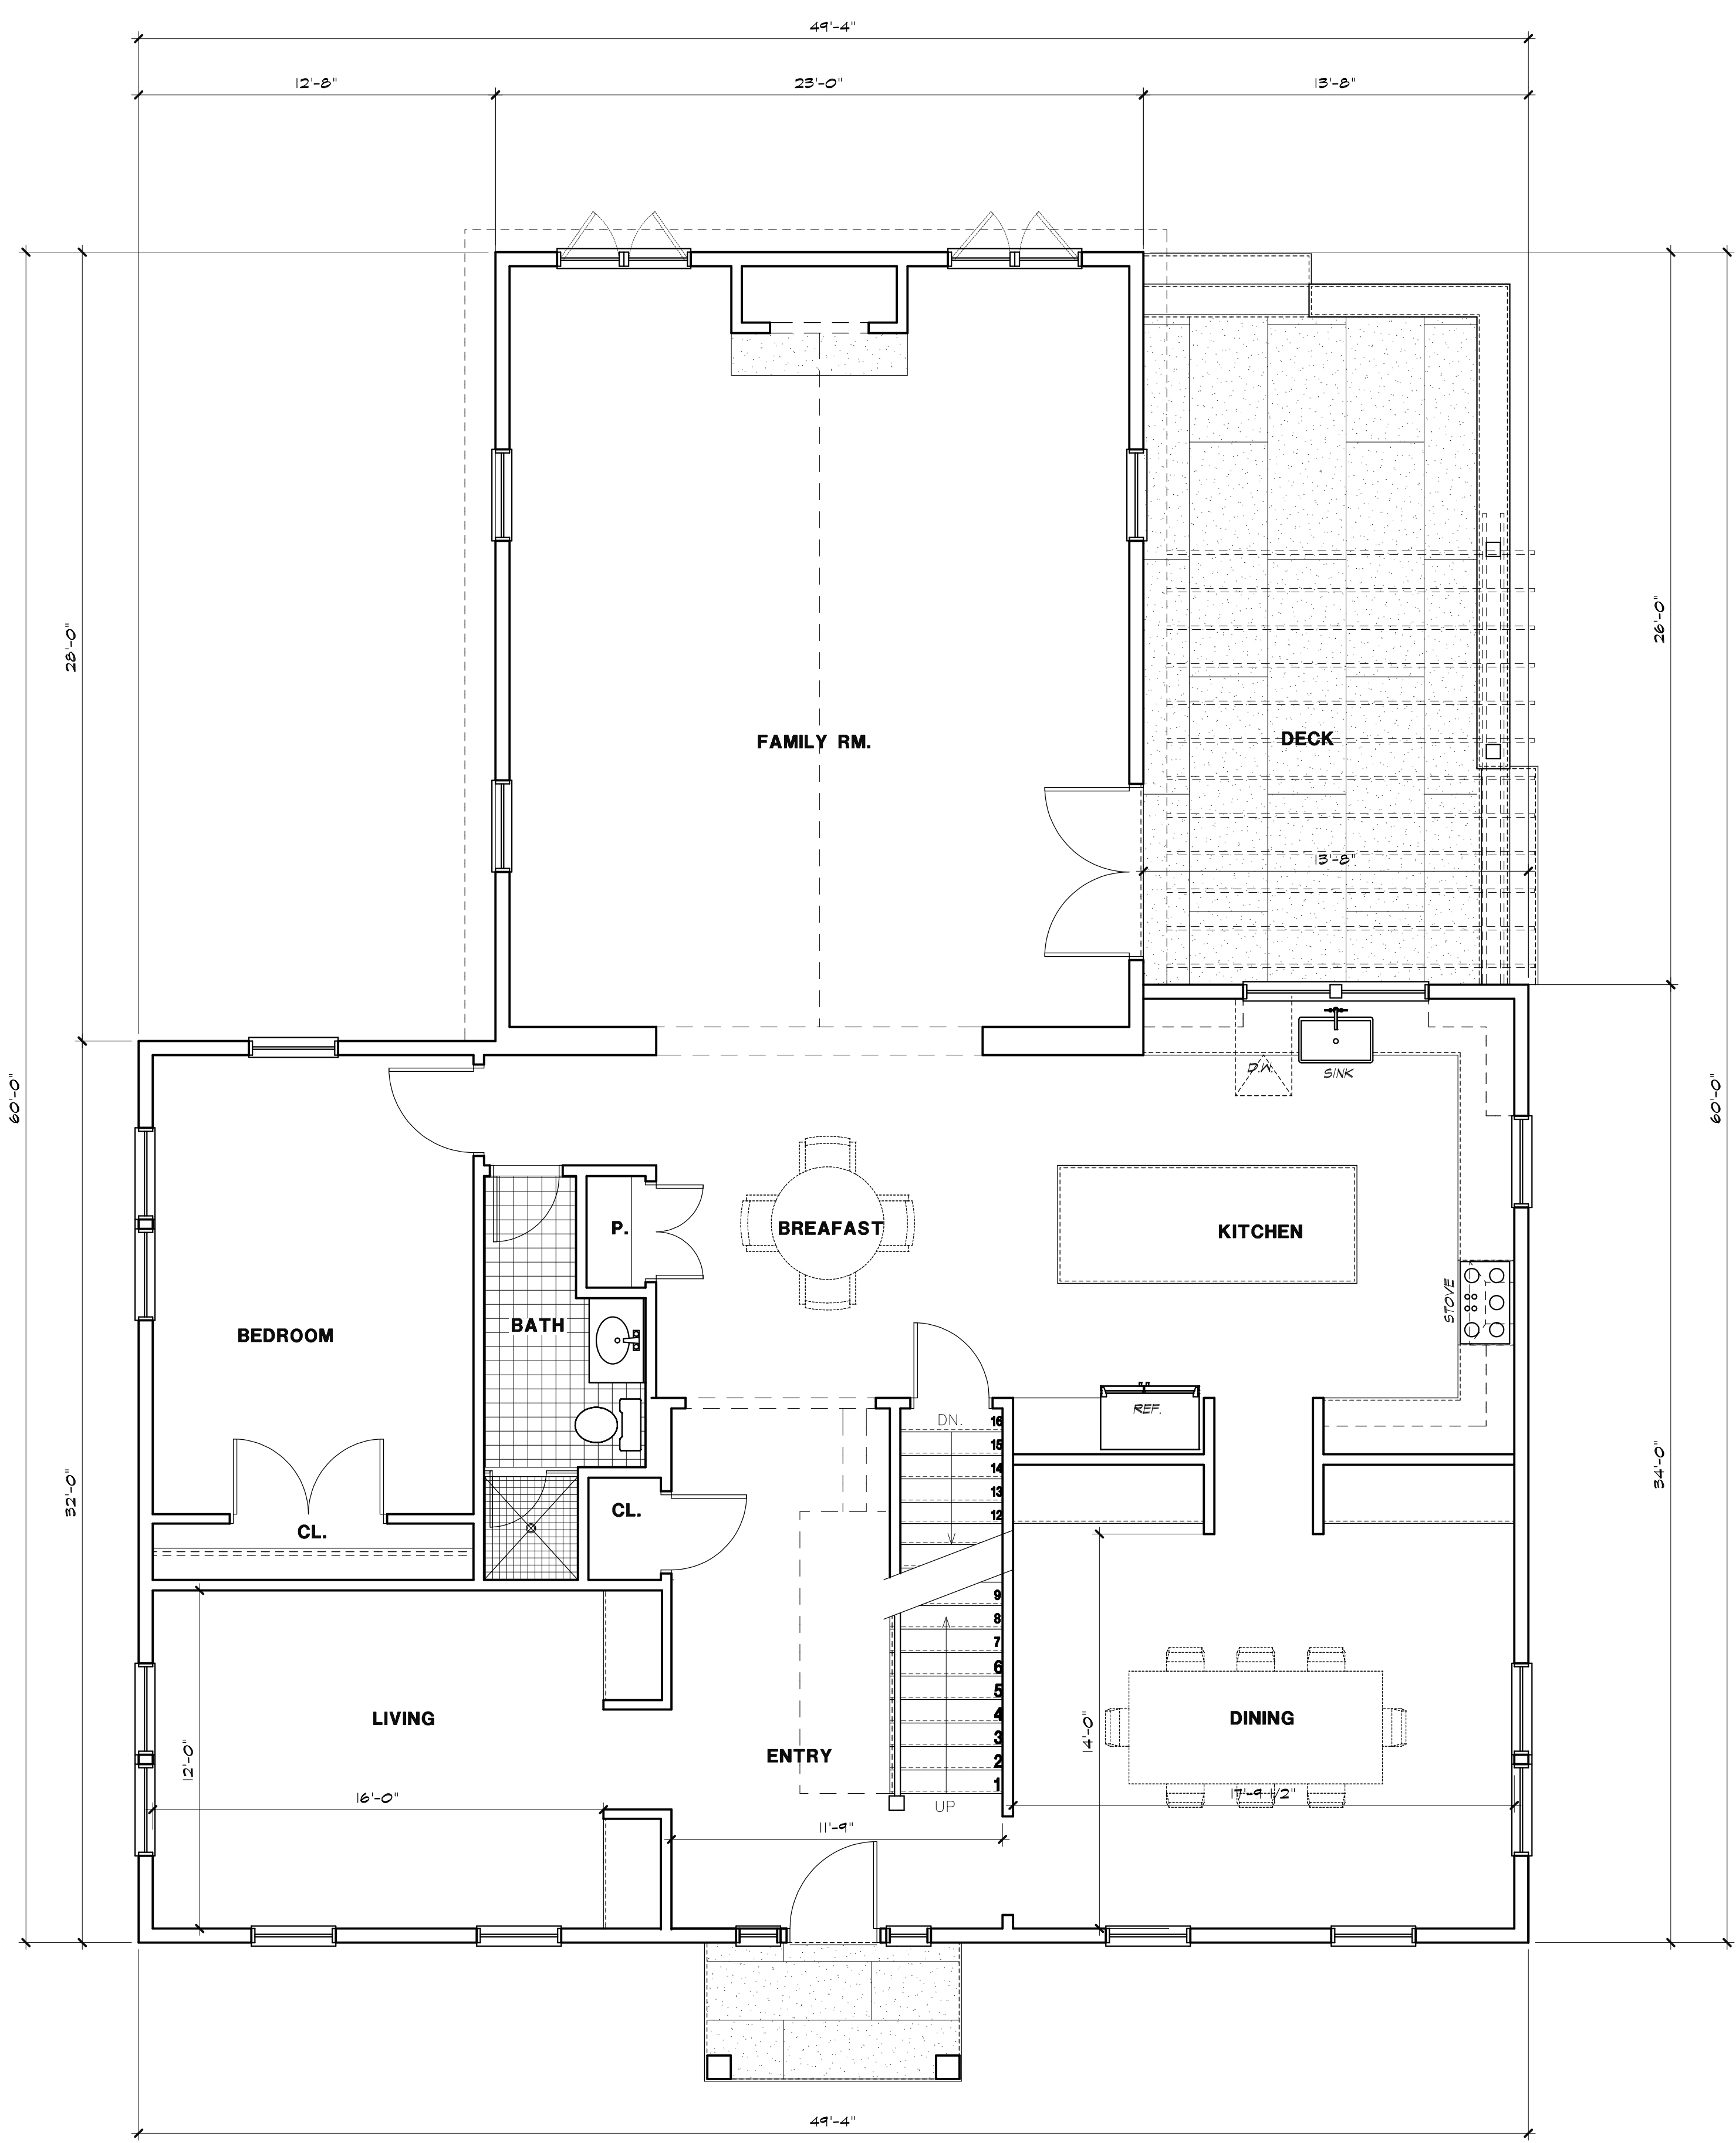 49'-4"
12'-8"
23'-0"
13'-8"
28'-0"
26'-0"
FAMILY RM.
DECK
13'-8"
60'-0"
60'-0"
D.W.
SINK
P.
BREAFAST
KITCHEN
BATH
BEDROOM
STOVE
REF.
DN.
16
15
14
13
12
CL.
CL.
32'-0"
34'-0"
9
8
7
6
5
4
3
2
1
UP
LIVING
12'-0"
16'-0"
ENTRY
11'-9"
14'-0"
DINING
17'-9 1/2"
49'-4"